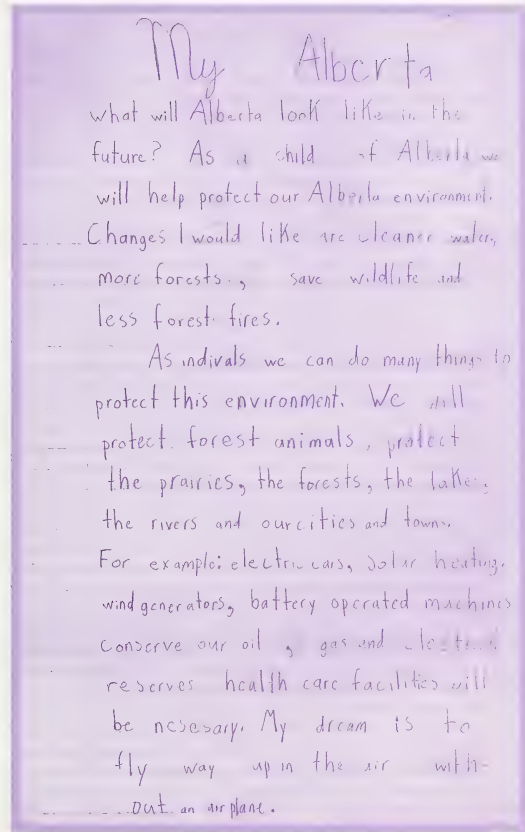 My Alberta
what will Alberta look like in the
future? As a child of Alberta we
will help protect our Alberta environment.
Changes I would like are cleaner water,
more forests, save wildlife and
less forest fires.
As indivals we can do many things to
protect this environment. We will
protect forest animals, protect
the prairies, the forests, the lakes,
the rivers and our cities and towns.
For example: electric cars, solar heating,
wind generators, battery operated machines
conserve our oil, gas and
reserves health care facilities will
be nesesary. My dream is to
fly way up in the air with-
out an airplane.